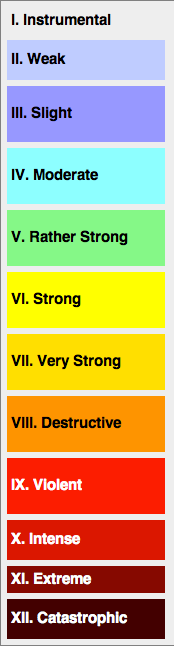 I. Instrumental
II. Weak
III. Slight
IV. Moderate
V. Rather Strong
VI. Strong
VII. Very Strong
VIII. Destructive
IX. Violent
X. Intense
XI. Extreme
XII. Catastrophic